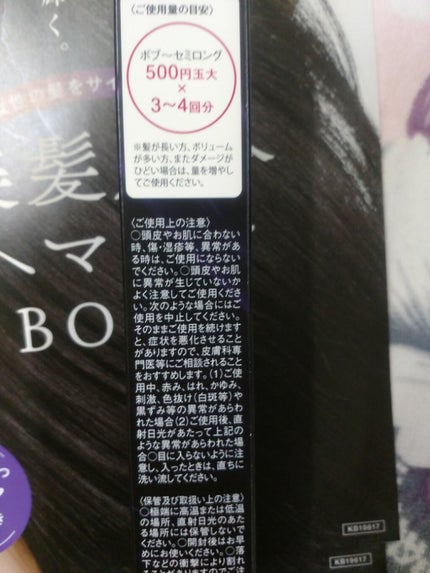 〈ご使用量の目安〉
ボブ〜セミロング
500円玉大
×
3〜4回分
※髪が長い方、ボリューム
が多い方、またダメージが
ひどい場合は、量を増やし
てご使用ください。
〈ご使用上の注意〉
○頭皮やお肌に合わない
時、傷・湿疹等、異常があ
る時は、ご使用にならない
でください。○頭皮やお肌
に異常が生じていないか
よく注意してご使用くださ
い。次のような場合にはご
使用を中止してください。
そのままご使用を続けますと
、症状を悪化させること
がありますので、皮膚科専
門医等にご相談されること
をおすすめします。(1)ご使
用中、赤み、はれ、かゆみ、
刺激、色抜け(白斑等)や
黒ずみ等の異常があらわ
れた場合(2)ご使用後、直
射日光があたって上記の
ような異常があらわれた場
合○目に入らないように注
意し、入ったときは、直ちに
洗い流してください。
〈保管及び取扱い上の注意〉
○極端に高温または低温
の場所、直射日光のあた
る場所には保管しないで
ください。○開封後はお早
めにお使いください。○落
下などの衝撃により割れ
輝く。
髪
ヘマ
BO
KB19617
KB19617